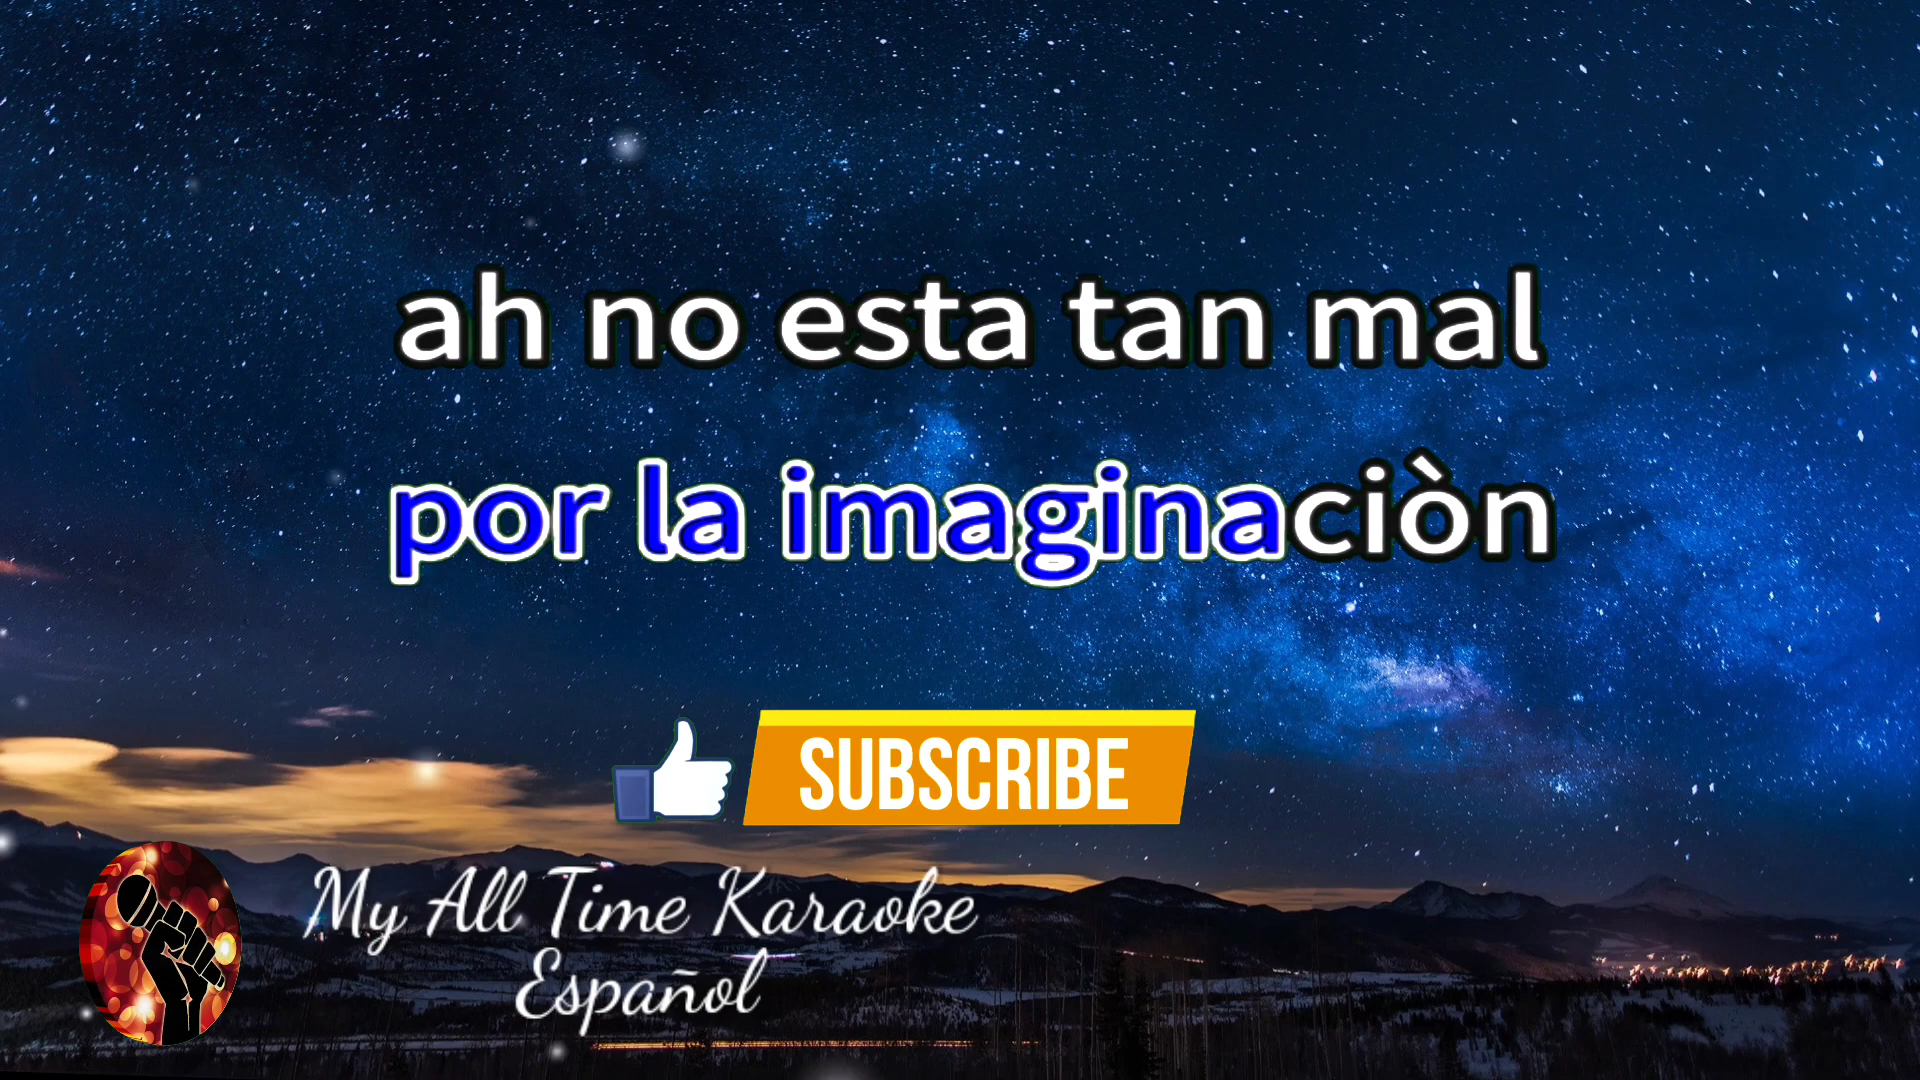 ah no esta tan mal
por la imaginaciòn
SUBSCRIBE
My All Time Karaoke
Español